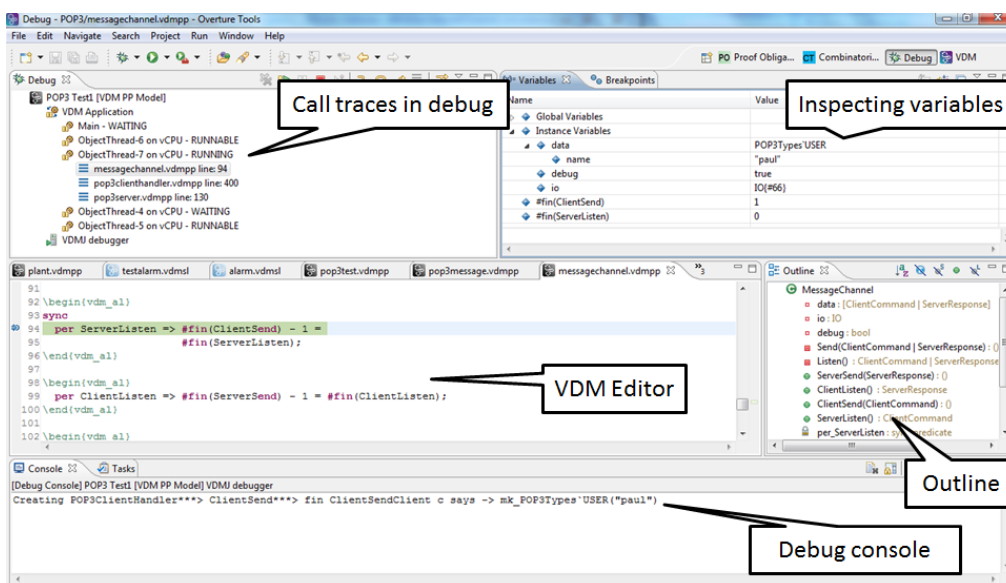 Debug - POP3/messagechannel.vdmpp - Overture Tools
File Edit Navigate Search Project Run Window Help
PO Proof Obliga... CT Combinatori... Debug VDM
Debug
POP3 Test1 [VDM PP Model]
VDM Application
Main - WAITING
ObjectThread-6 on vCPU - RUNNABLE
ObjectThread-7 on vCPU - RUNNING
messagechannel.vdmpp line: 94
pop3clienthandler.vdmpp line: 400
pop3server.vdmpp line: 130
ObjectThread-4 on vCPU - WAITING
ObjectThread-5 on vCPU - RUNNABLE
VDMJ debugger
Call traces in debug
Variables Breakpoints
Name Value
Global Variables
Instance Variables
data POP3Types`USER
name "paul"
debug true
io IO{#66}
#fin(ClientSend) 1
#fin(ServerListen) 0
Inspecting variables
plant.vdmpp testalarm.vdmsl alarm.vdmsl pop3test.vdmpp pop3message.vdmpp messagechannel.vdmpp »3
91
92 \begin{vdm_al}
93 sync
94 per ServerListen => #fin(ClientSend) - 1 =
95 #fin(ServerListen);
96 \end{vdm_al}
97
98 \begin{vdm_al}
99 per ClientListen => #fin(ServerSend) - 1 = #fin(ClientListen);
100 \end{vdm_al}
101
102 \begin{vdm_al}
VDM Editor
Outline
MessageChannel
data : [ClientCommand | ServerResponse]
io : IO
debug : bool
Send(ClientCommand | ServerResponse) : ()
Listen() : ClientCommand | ServerResponse
ServerSend(ServerResponse) : ()
ClientListen() : ServerResponse
ClientSend(ClientCommand) : ()
ServerListen() : ClientCommand
per_ServerListen : sync predicate
Outline
Console Tasks
[Debug Console] POP3 Test1 [VDM PP Model] VDMJ debugger
Creating POP3ClientHandler***> ClientSend***> fin ClientSendClient c says -> mk_POP3Types`USER("paul")
Debug console